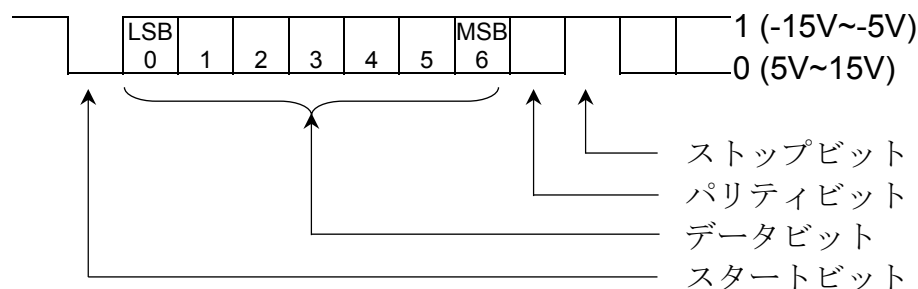 LSB MSB 1 (-15V~-5V)
0 1 2 3 4 5 6 0 (5V~15V)
ストップビット
パリティビット
データビット
スタートビット